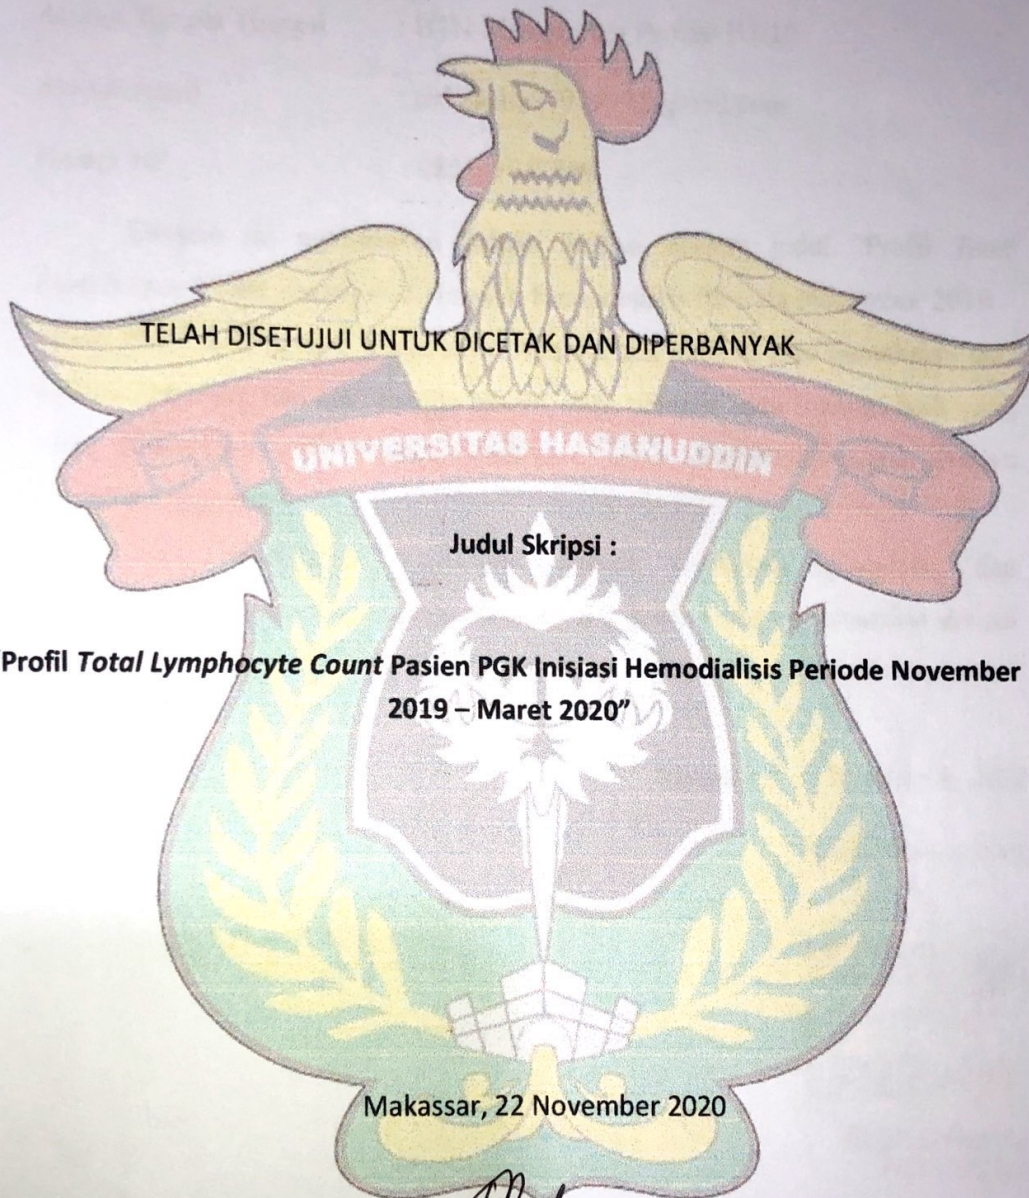 TELAH DISETUJUI UNTUK DICETAK DAN DIPERBANYAK
UNIVERSITAS HASANUDDIN
Judul Skripsi :
Profil Total Lymphocyte Count Pasien PGK Inisiasi Hemodialisis Periode November
2019 – Maret 2020”
Makassar, 22 November 2020